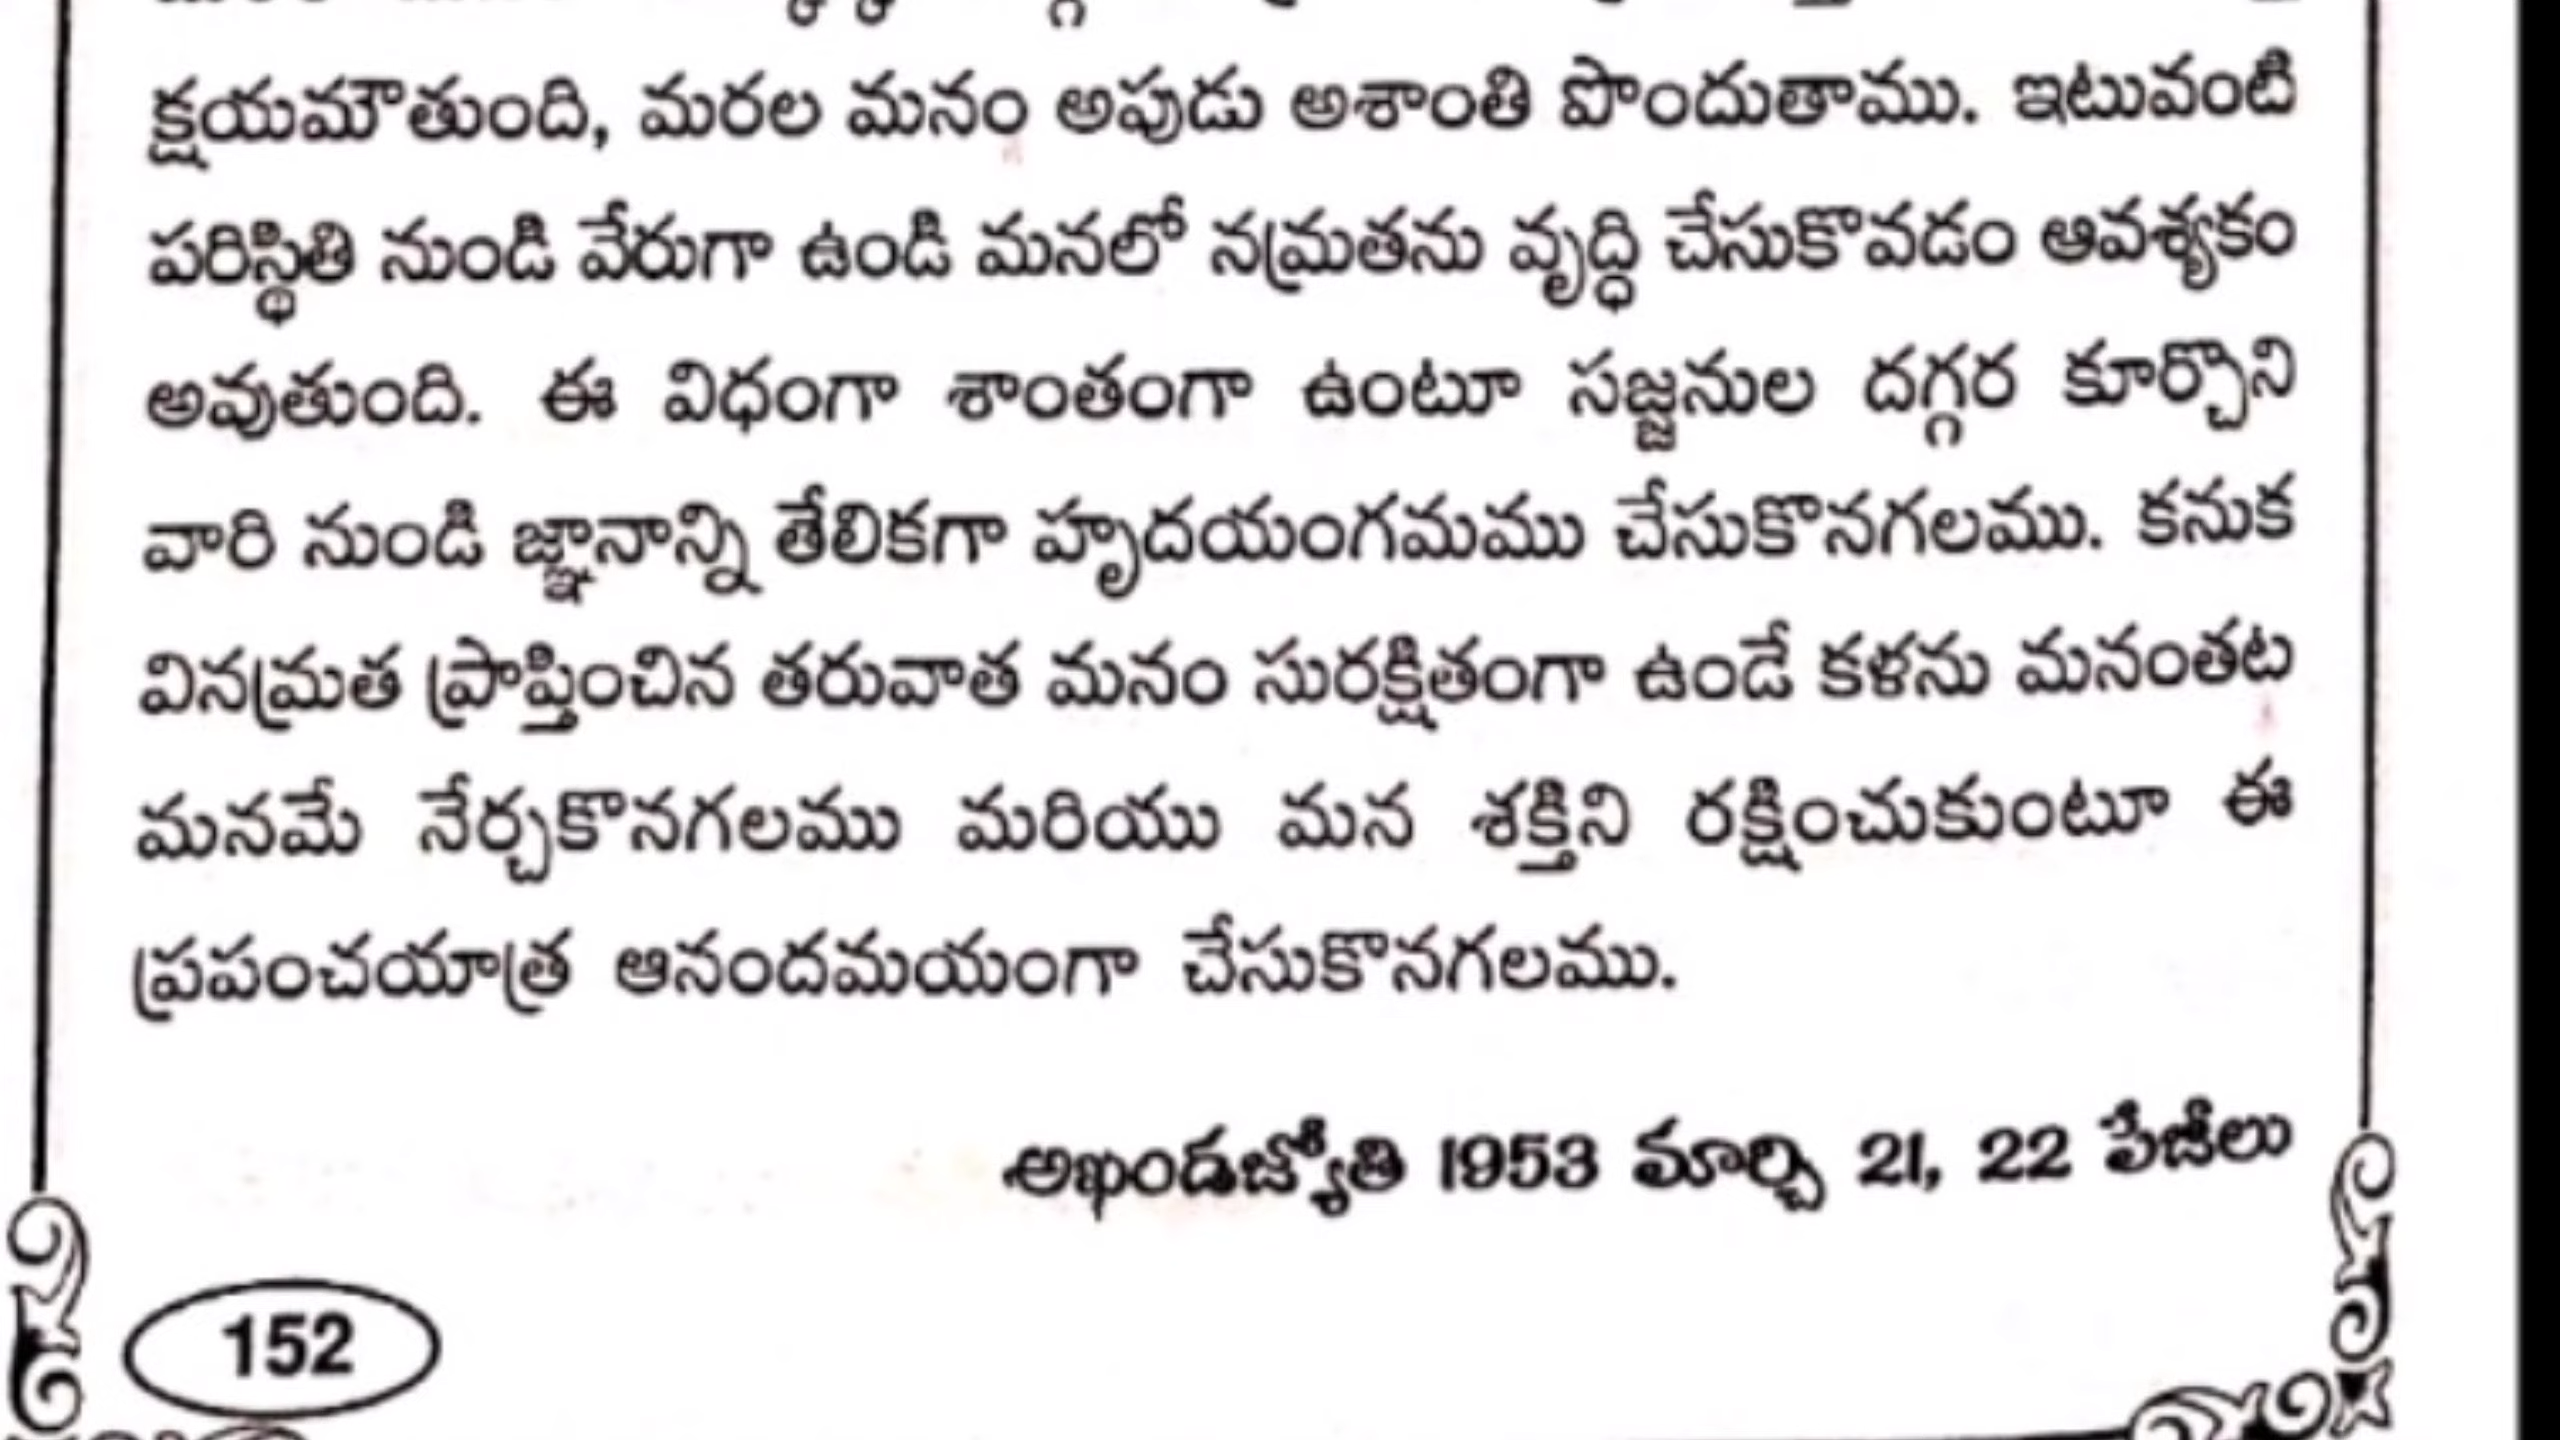 క్షయమౌతుంది, మరల మనం అపుడు అశాంతి పొందుతాము. ఇటువంటి
పరిస్థితి నుండి వేరుగా ఉండి మనలో నమ్రతను వృద్ధి చేసుకొవడం ఆవశ్యకం
అవుతుంది. ఈ విధంగా శాంతంగా ఉంటూ సజ్జనుల దగ్గర కూర్చొని
వారి నుండి జ్ఞానాన్ని తేలికగా హృదయంగమము చేసుకొనగలము. కనుక
వినమ్రత ప్రాప్తించిన తరువాత మనం సురక్షితంగా ఉండే కళను మనంతట
మనమే నేర్చకొనగలము మరియు మన శక్తిని రక్షించుకుంటూ ఈ
ప్రపంచయాత్ర ఆనందమయంగా చేసుకొనగలము.
అఖండజ్యోతి 1953 మార్చి 21, 22 పేజీలు
152